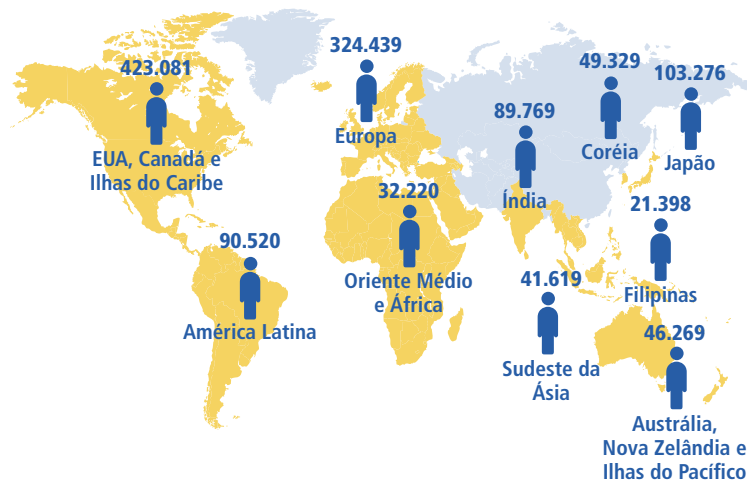 423.081
EUA, Canadá e
Ilhas do Caribe
324.439
Europa
49.329
Coréia
103.276
Japão
89.769
Índia
32.220
Oriente Médio
e África
21.398
Filipinas
90.520
América Latina
41.619
Sudeste da
Ásia
46.269
Austrália,
Nova Zelândia e
Ilhas do Pacífico